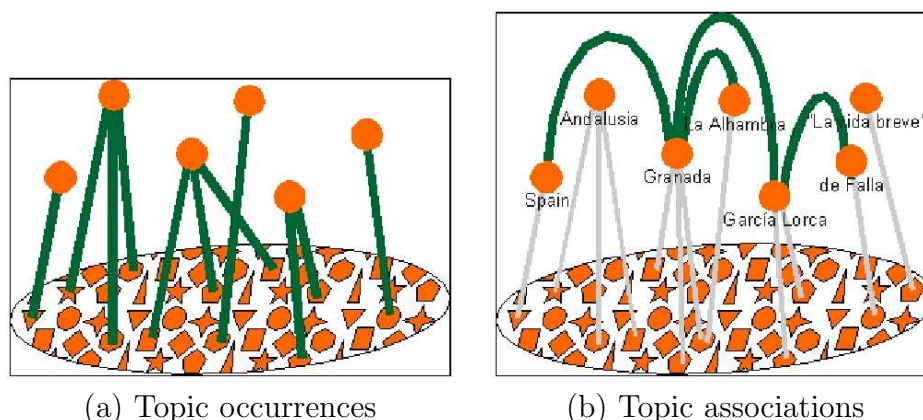 Andalusia
La Alhambra
"La vida breve"
Granada
de Falla
Spain
García Lorca
(a) Topic occurrences
(b) Topic associations